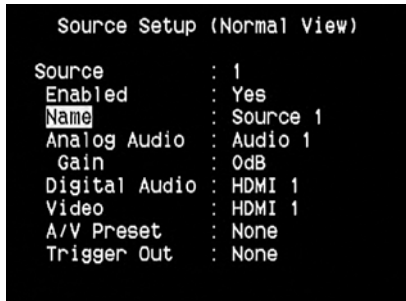 Source Setup (Normal View)
Source : 1
Enabled : Yes
Name : Source 1
Analog Audio : Audio 1
Gain : 0dB
Digital Audio : HDMI 1
Video : HDMI 1
A/V Preset : None
Trigger Out : None